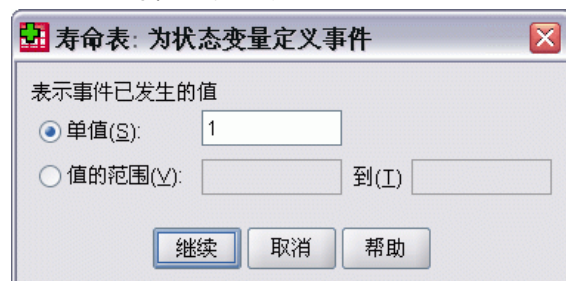 寿命表: 为状态变量定义事件
表示事件已发生的值
单值(S): 1
值的范围(V): 到(T)
继续 取消 帮助